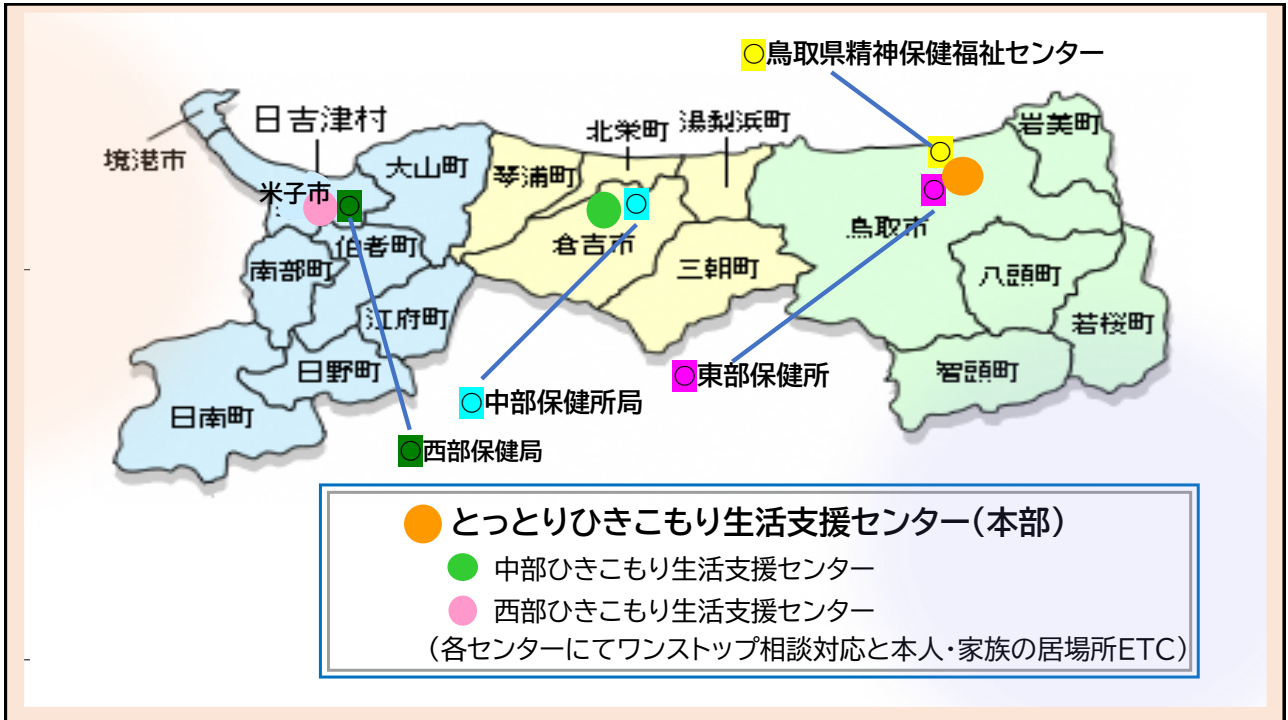 ○鳥取県精神保健福祉センター
岩美町
湯梨浜町
北栄町
日吉津村
境港市
大山町
琴浦町
米子市
○
○
○
○
鳥取市
倉吉市
伯耆町
南部町
三朝町
八頭町
江府町
若桜町
日野町
○東部保健所
智頭町
日南町
○中部保健所局
○西部保健局
とっとりひきこもり生活支援センター(本部)
中部ひきこもり生活支援センター
西部ひきこもり生活支援センター
(各センターにてワンストップ相談対応と本人・家族の居場所ETC)